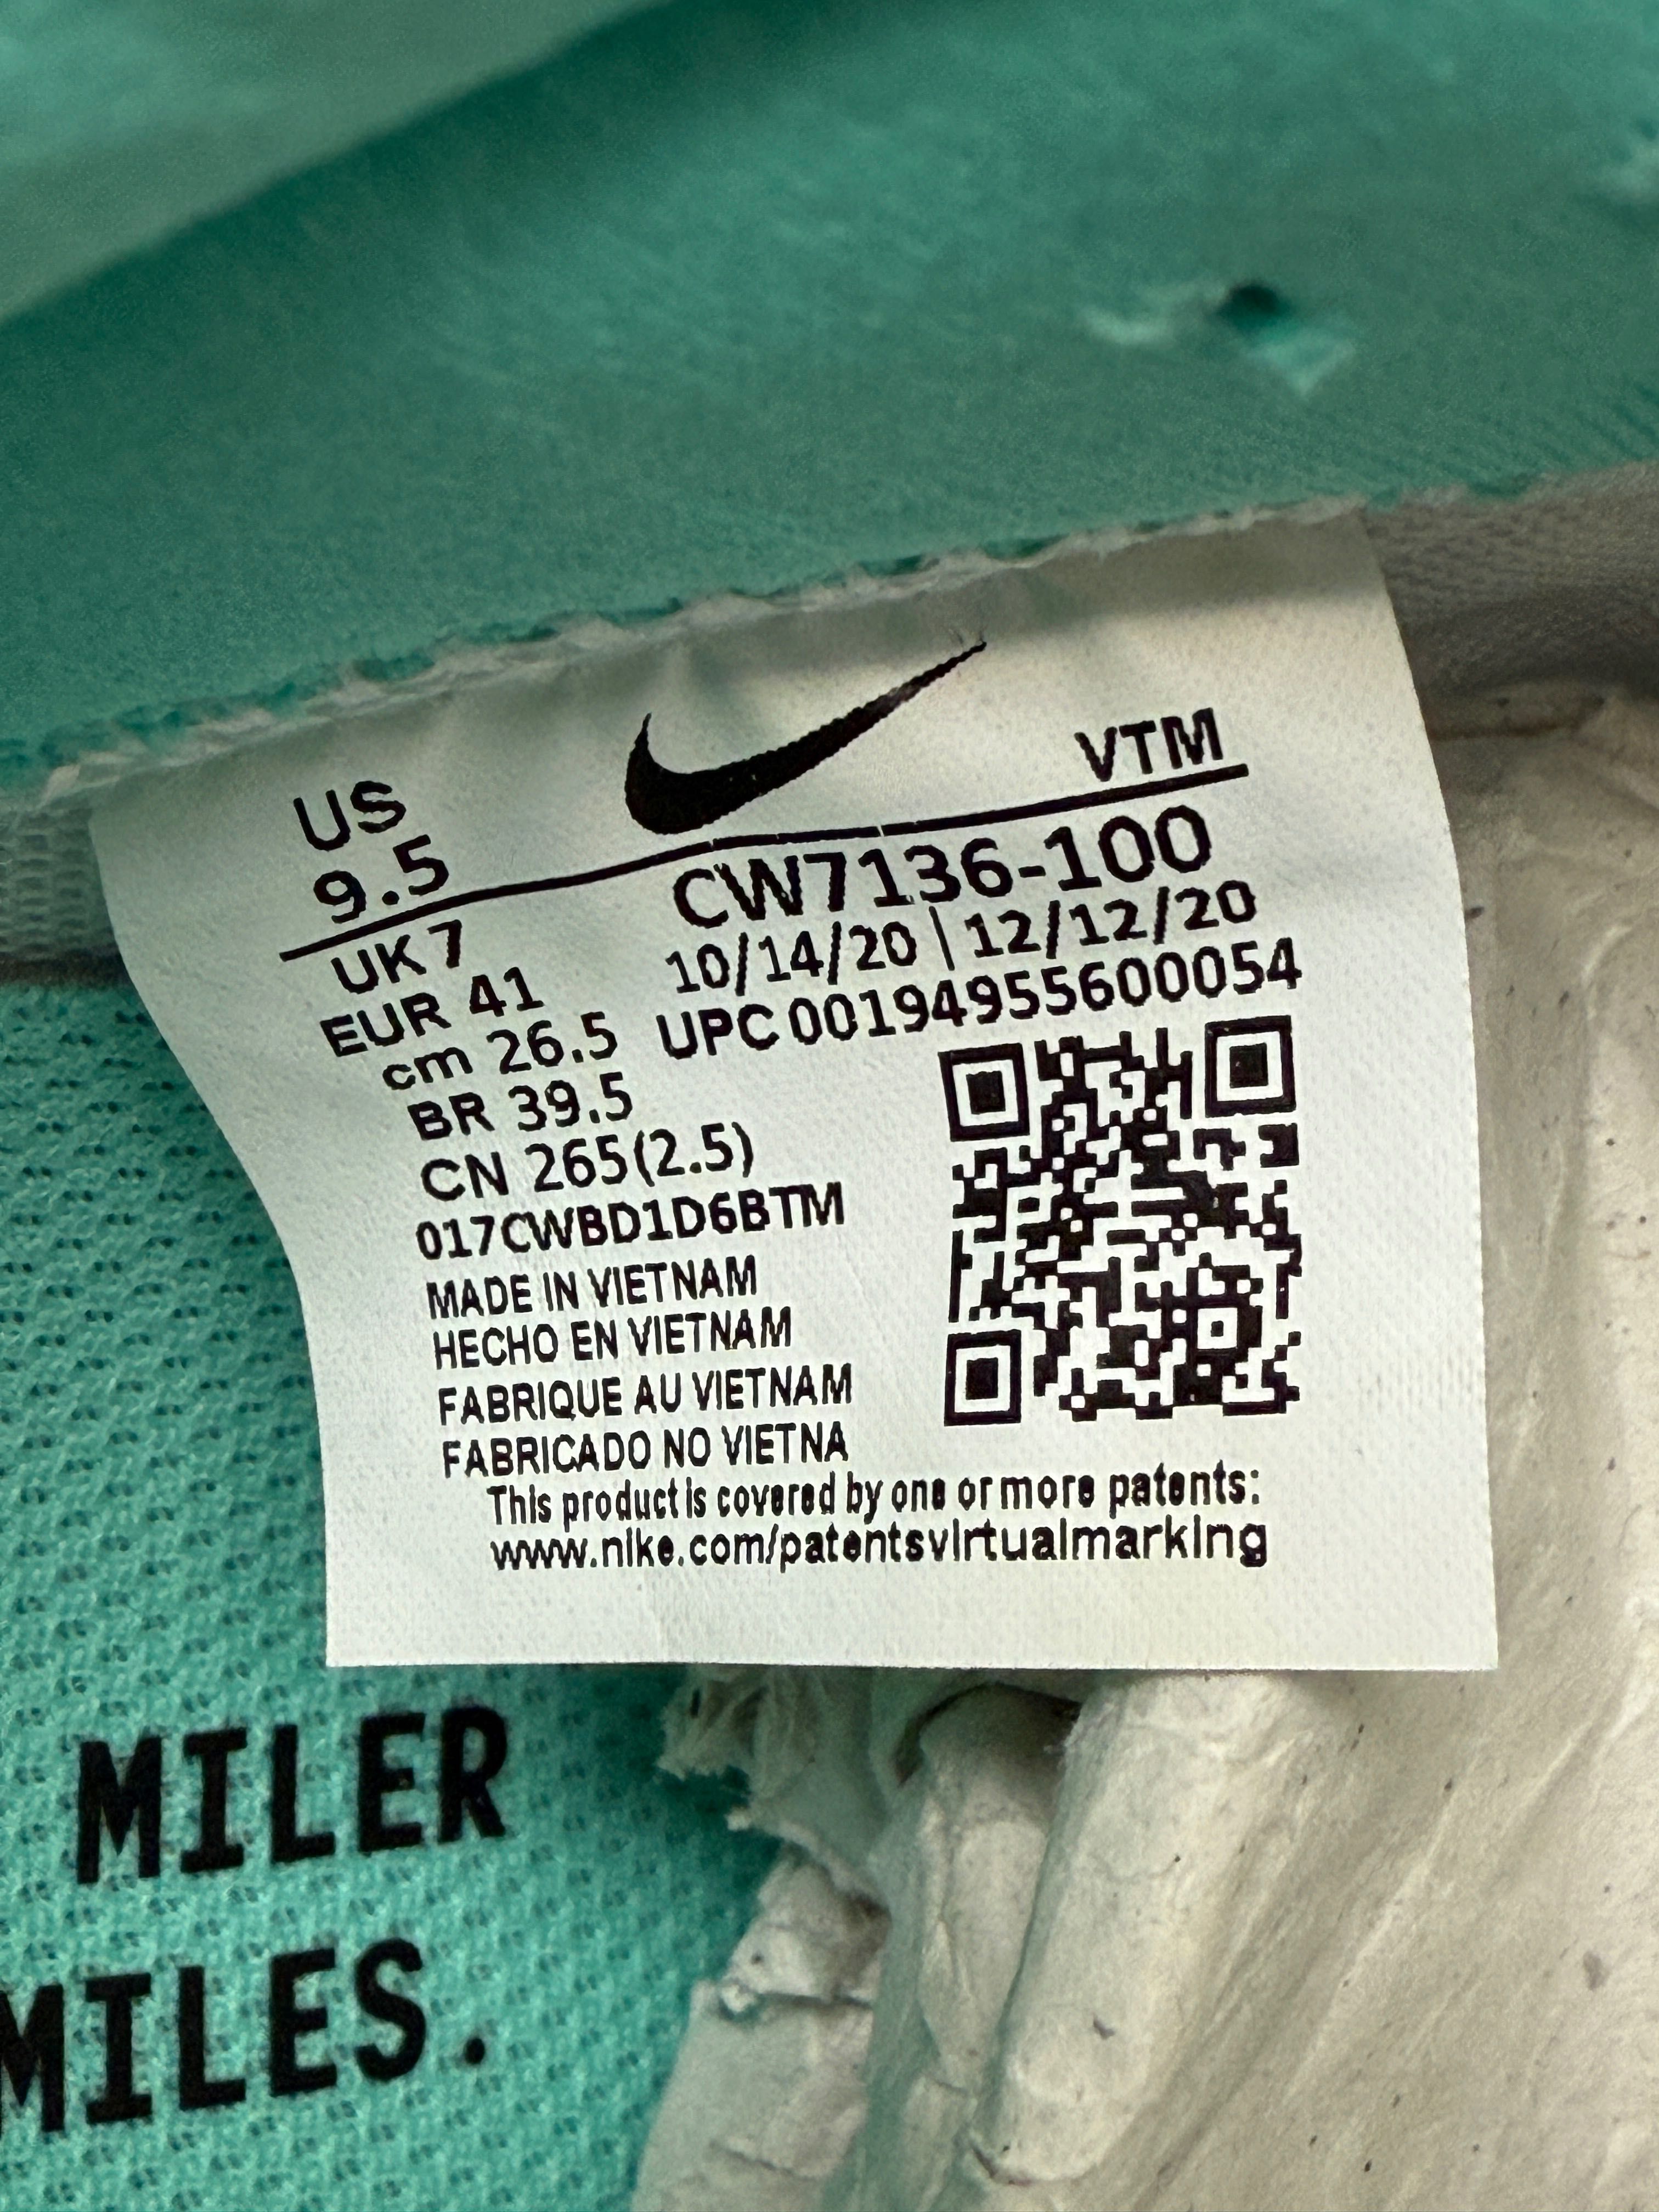 US
9.5
VTM
UK 7
EUR 41
cm 26.5
BR 39.5
CN 265(2.5)
CW7136-100
10/14/20 | 12/12/20
UPC 00194955600054
017CWBD1D6BTM
MADE IN VIETNAM
HECHO EN VIETNAM
FABRIQUE AU VIETNAM
FABRICADO NO VIETNA
This product is covered by one or more patents:
www.nike.com/patentsvirtualmarking
MILER
MILES.